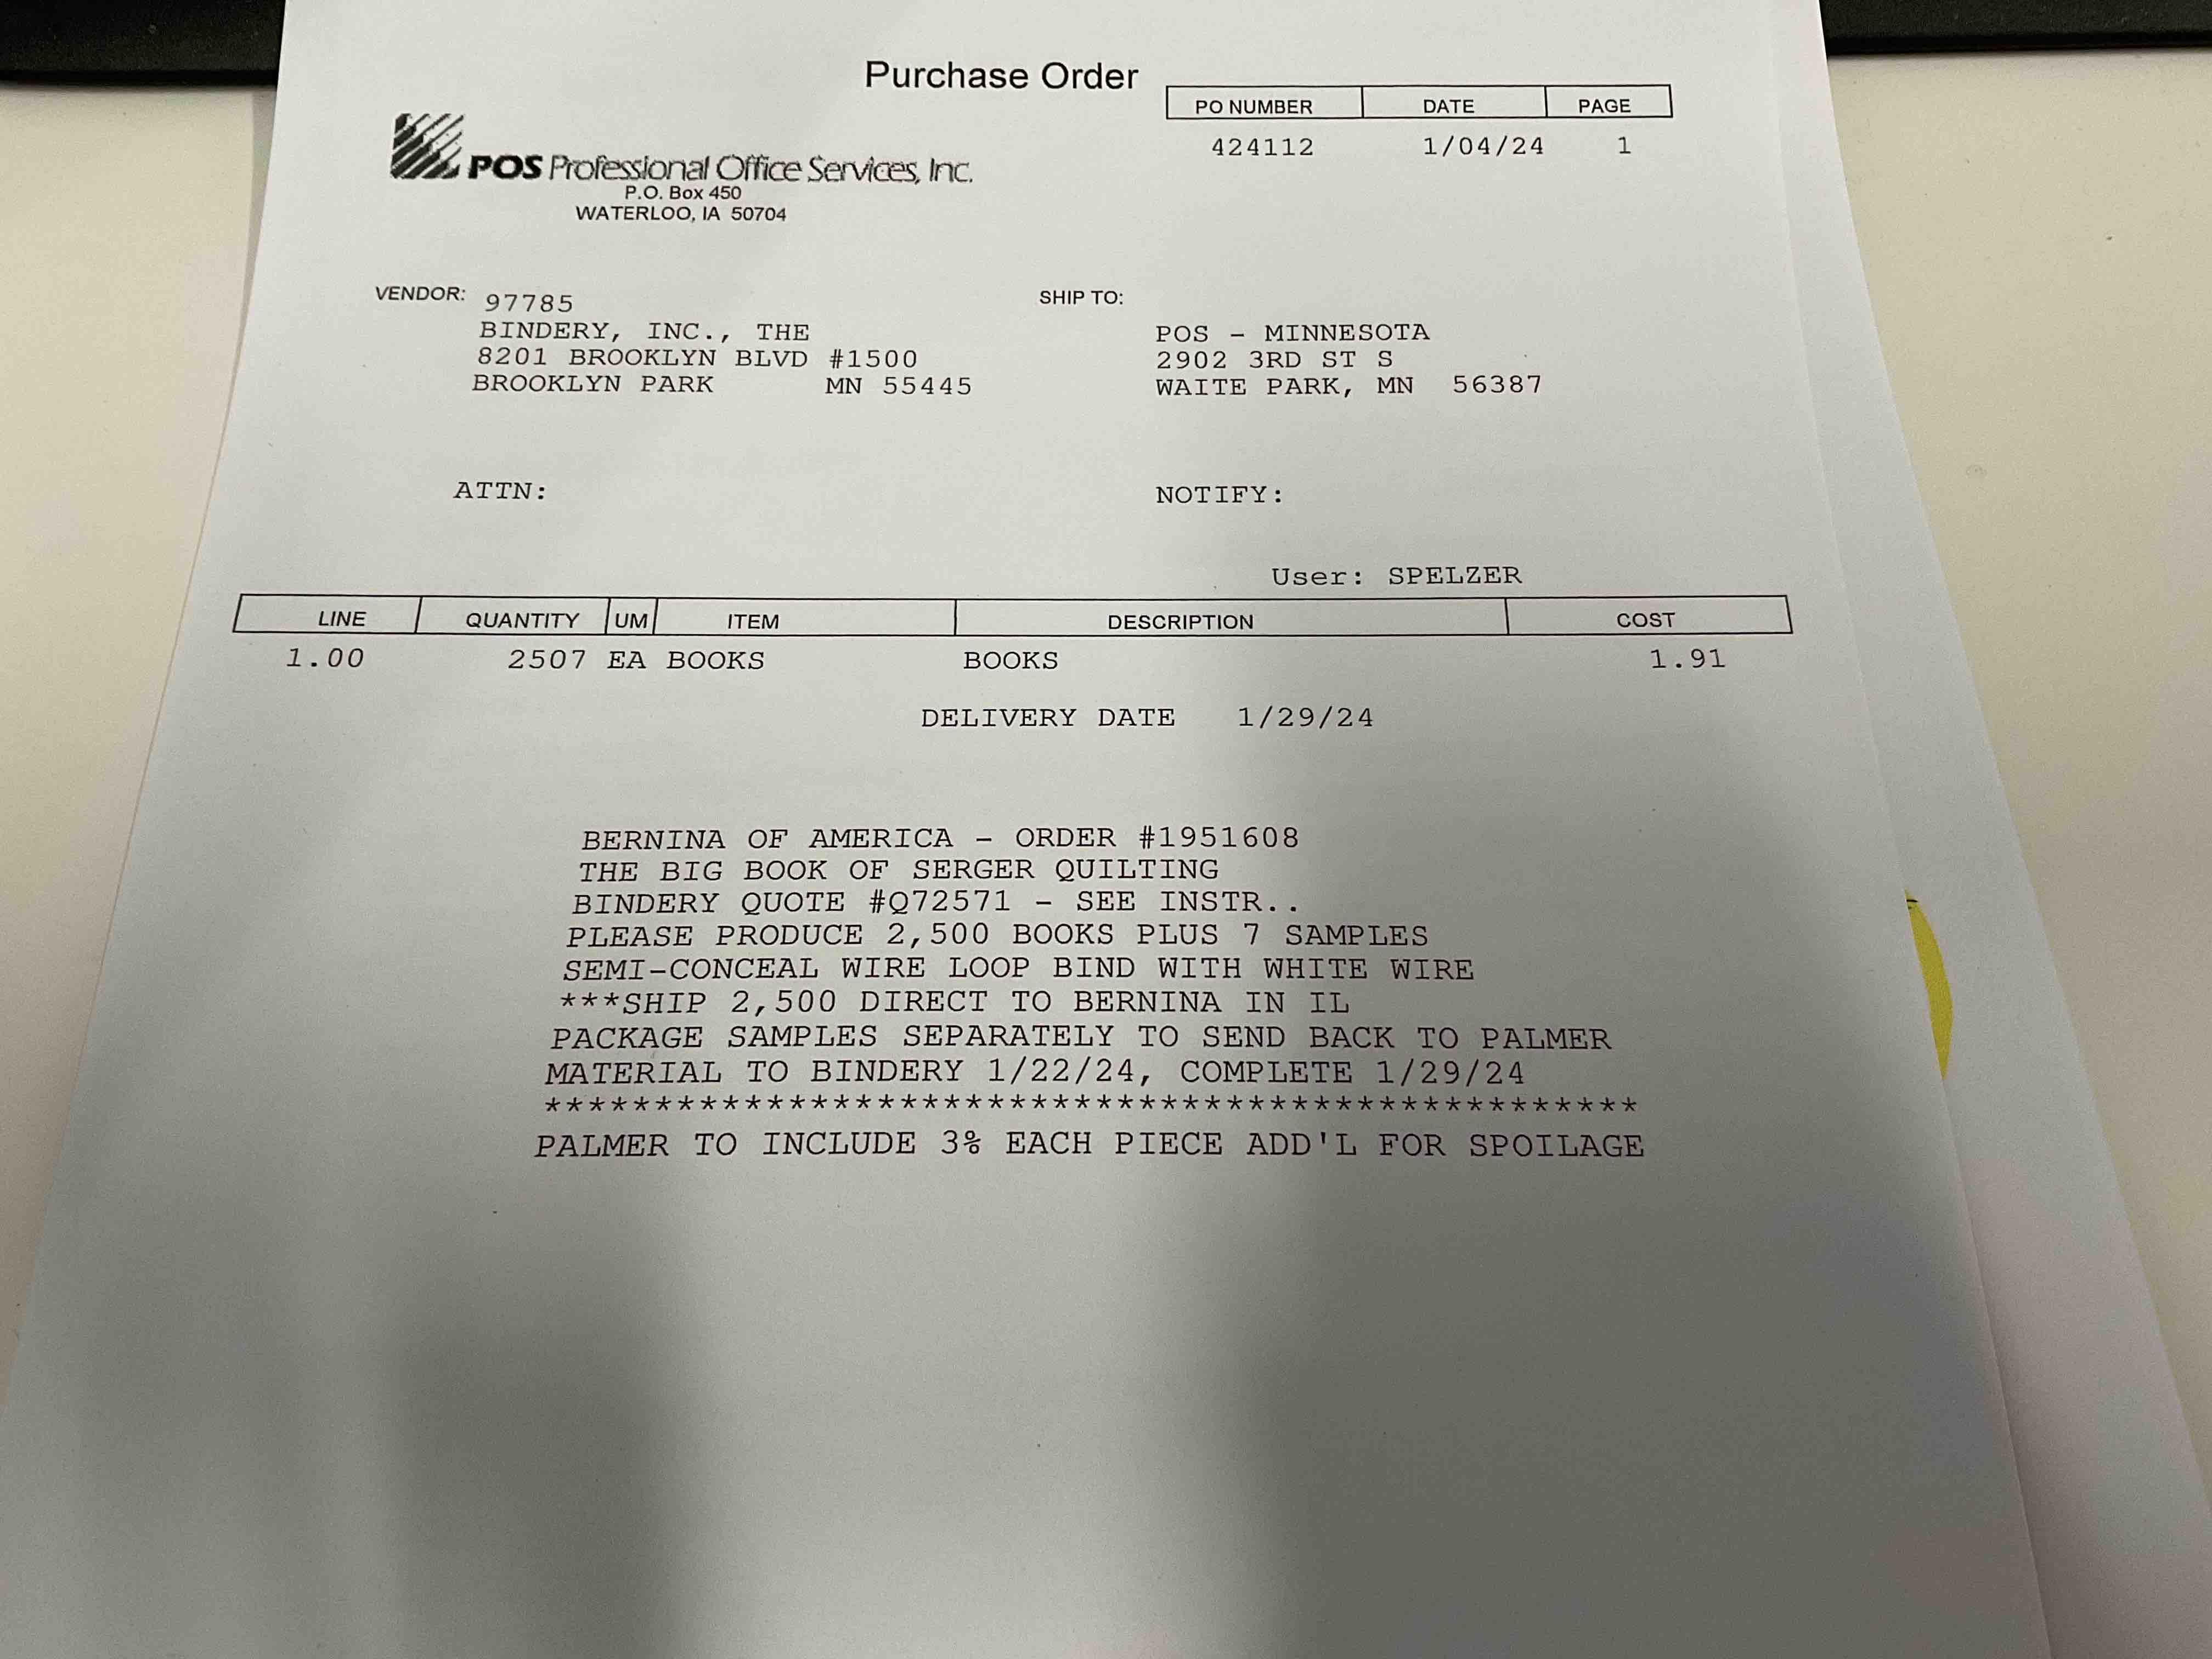 Purchase Order
PO NUMBER DATE PAGE
424112 1/04/24 1
POS Professional Office Services, Inc.
P.O. Box 450
WATERLOO, IA 50704
VENDOR: 97785
BINDERY, INC., THE
8201 BROOKLYN BLVD #1500
BROOKLYN PARK MN 55445
SHIP TO:
POS - MINNESOTA
2902 3RD ST S
WAITE PARK, MN 56387
ATTN:
NOTIFY:
User: SPELZER
LINE QUANTITY UM ITEM DESCRIPTION COST
1.00 2507 EA BOOKS BOOKS 1.91
DELIVERY DATE 1/29/24
BERNINA OF AMERICA - ORDER #1951608
THE BIG BOOK OF SERGER QUILTING
BINDERY QUOTE #Q72571 - SEE INSTR..
PLEASE PRODUCE 2,500 BOOKS PLUS 7 SAMPLES
SEMI-CONCEAL WIRE LOOP BIND WITH WHITE WIRE
***SHIP 2,500 DIRECT TO BERNINA IN IL
PACKAGE SAMPLES SEPARATELY TO SEND BACK TO PALMER
MATERIAL TO BINDERY 1/22/24, COMPLETE 1/29/24
**************************************************
PALMER TO INCLUDE 3% EACH PIECE ADD'L FOR SPOILAGE